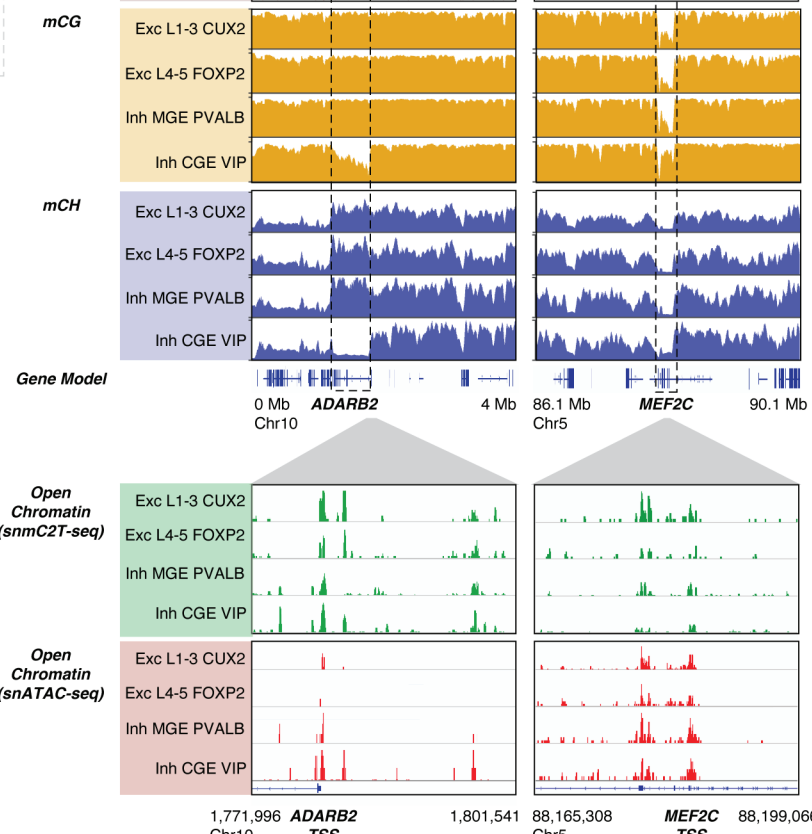 mCG
Exc L1-3 CUX2
Exc L4-5 FOXP2
Inh MGE PVALB
Inh CGE VIP
mCH
Exc L1-3 CUX2
Exc L4-5 FOXP2
Inh MGE PVALB
Inh CGE VIP
Gene Model
0 Mb ADARB2 4 Mb
Chr10
86.1 Mb MEF2C 90.1 Mb
Chr5
Open
Chromatin
(snmC2T-seq)
Exc L1-3 CUX2
Exc L4-5 FOXP2
Inh MGE PVALB
Inh CGE VIP
Open
Chromatin
(snATAC-seq)
Exc L1-3 CUX2
Exc L4-5 FOXP2
Inh MGE PVALB
Inh CGE VIP
1,771,996 ADARB2 1,801,541
Chr10 TSS
88,165,308 MEF2C
Chr5 TSS